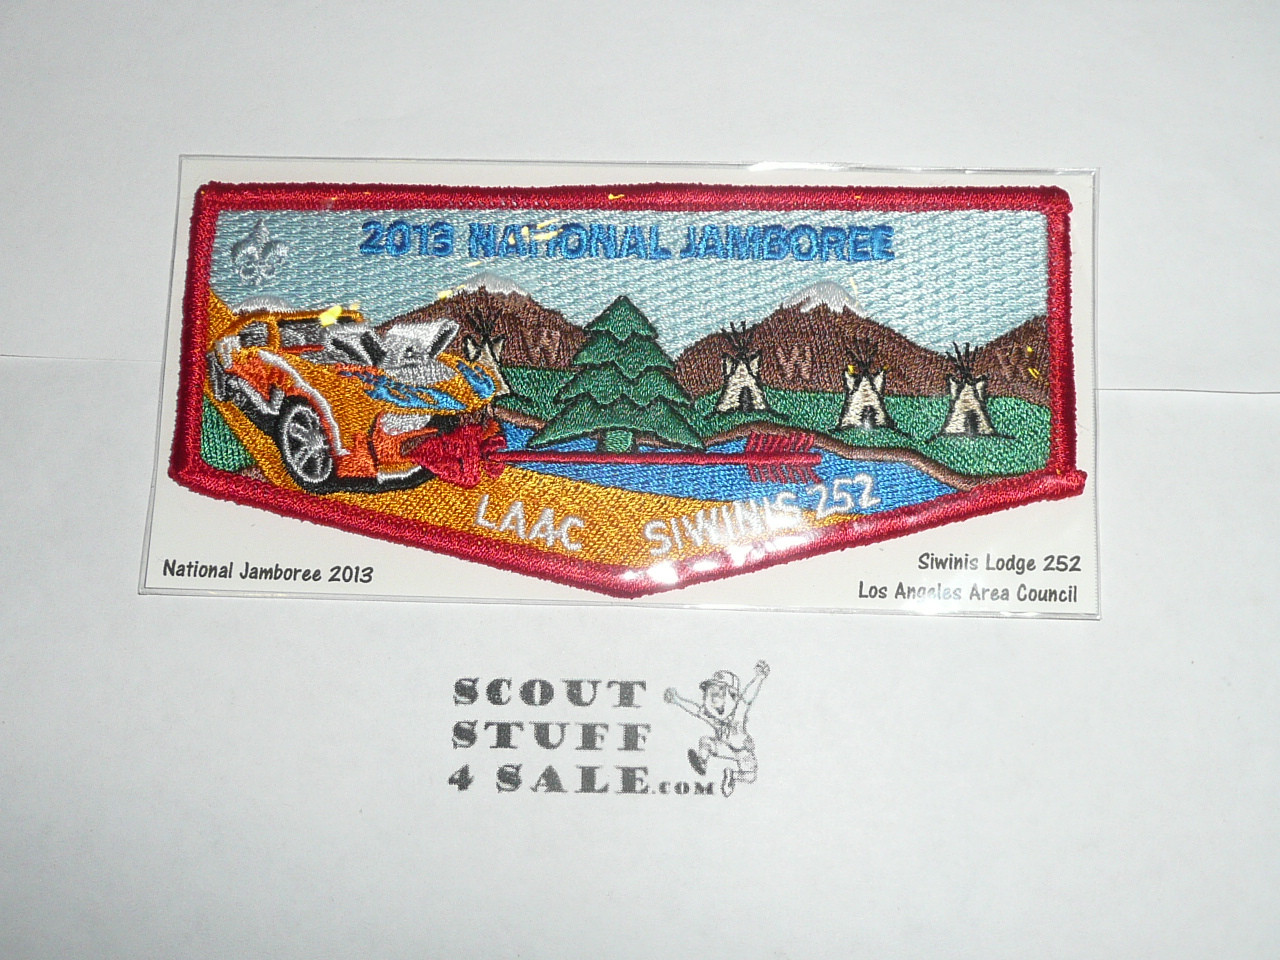 2013 NATIONAL JAMBOREE
W W W
LAAC SIWINIS 252
National Jamboree 2013
Siwinis Lodge 252
Los Angeles Area Council
SCOUT
STUFF
4 SALE.COM